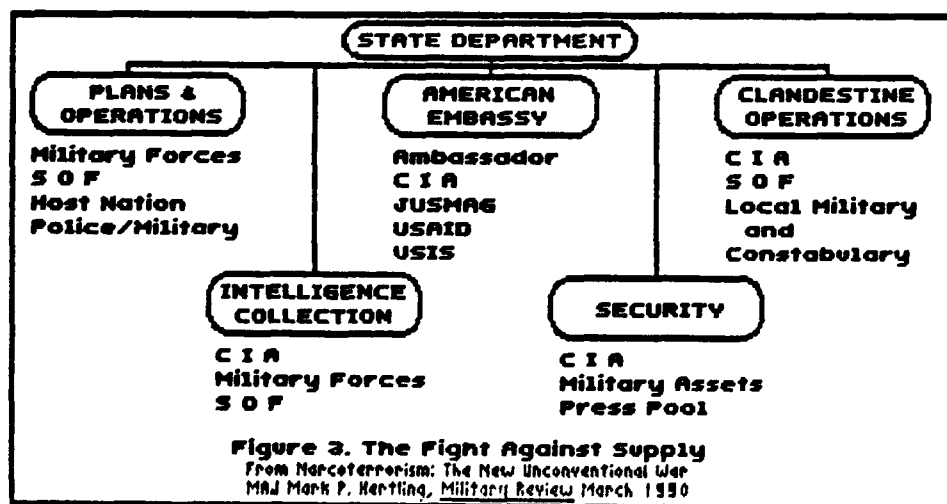 STATE DEPARTMENT
PLANS &
OPERATIONS
Military Forces
S O F
Host Nation
Police/Military
AMERICAN
EMBASSY
Ambassador
C I A
JUSMAG
USAID
USIS
CLANDESTINE
OPERATIONS
C I A
S O F
Local Military
and
Constabulary
INTELLIGENCE
COLLECTION
C I A
Military Forces
S O F
SECURITY
C I A
Military Assets
Press Pool
Figure 3. The Fight Against Supply
From Narcoterrorism: The New Unconventional War
MAJ Mark P. Hertling, Military Review March 1990